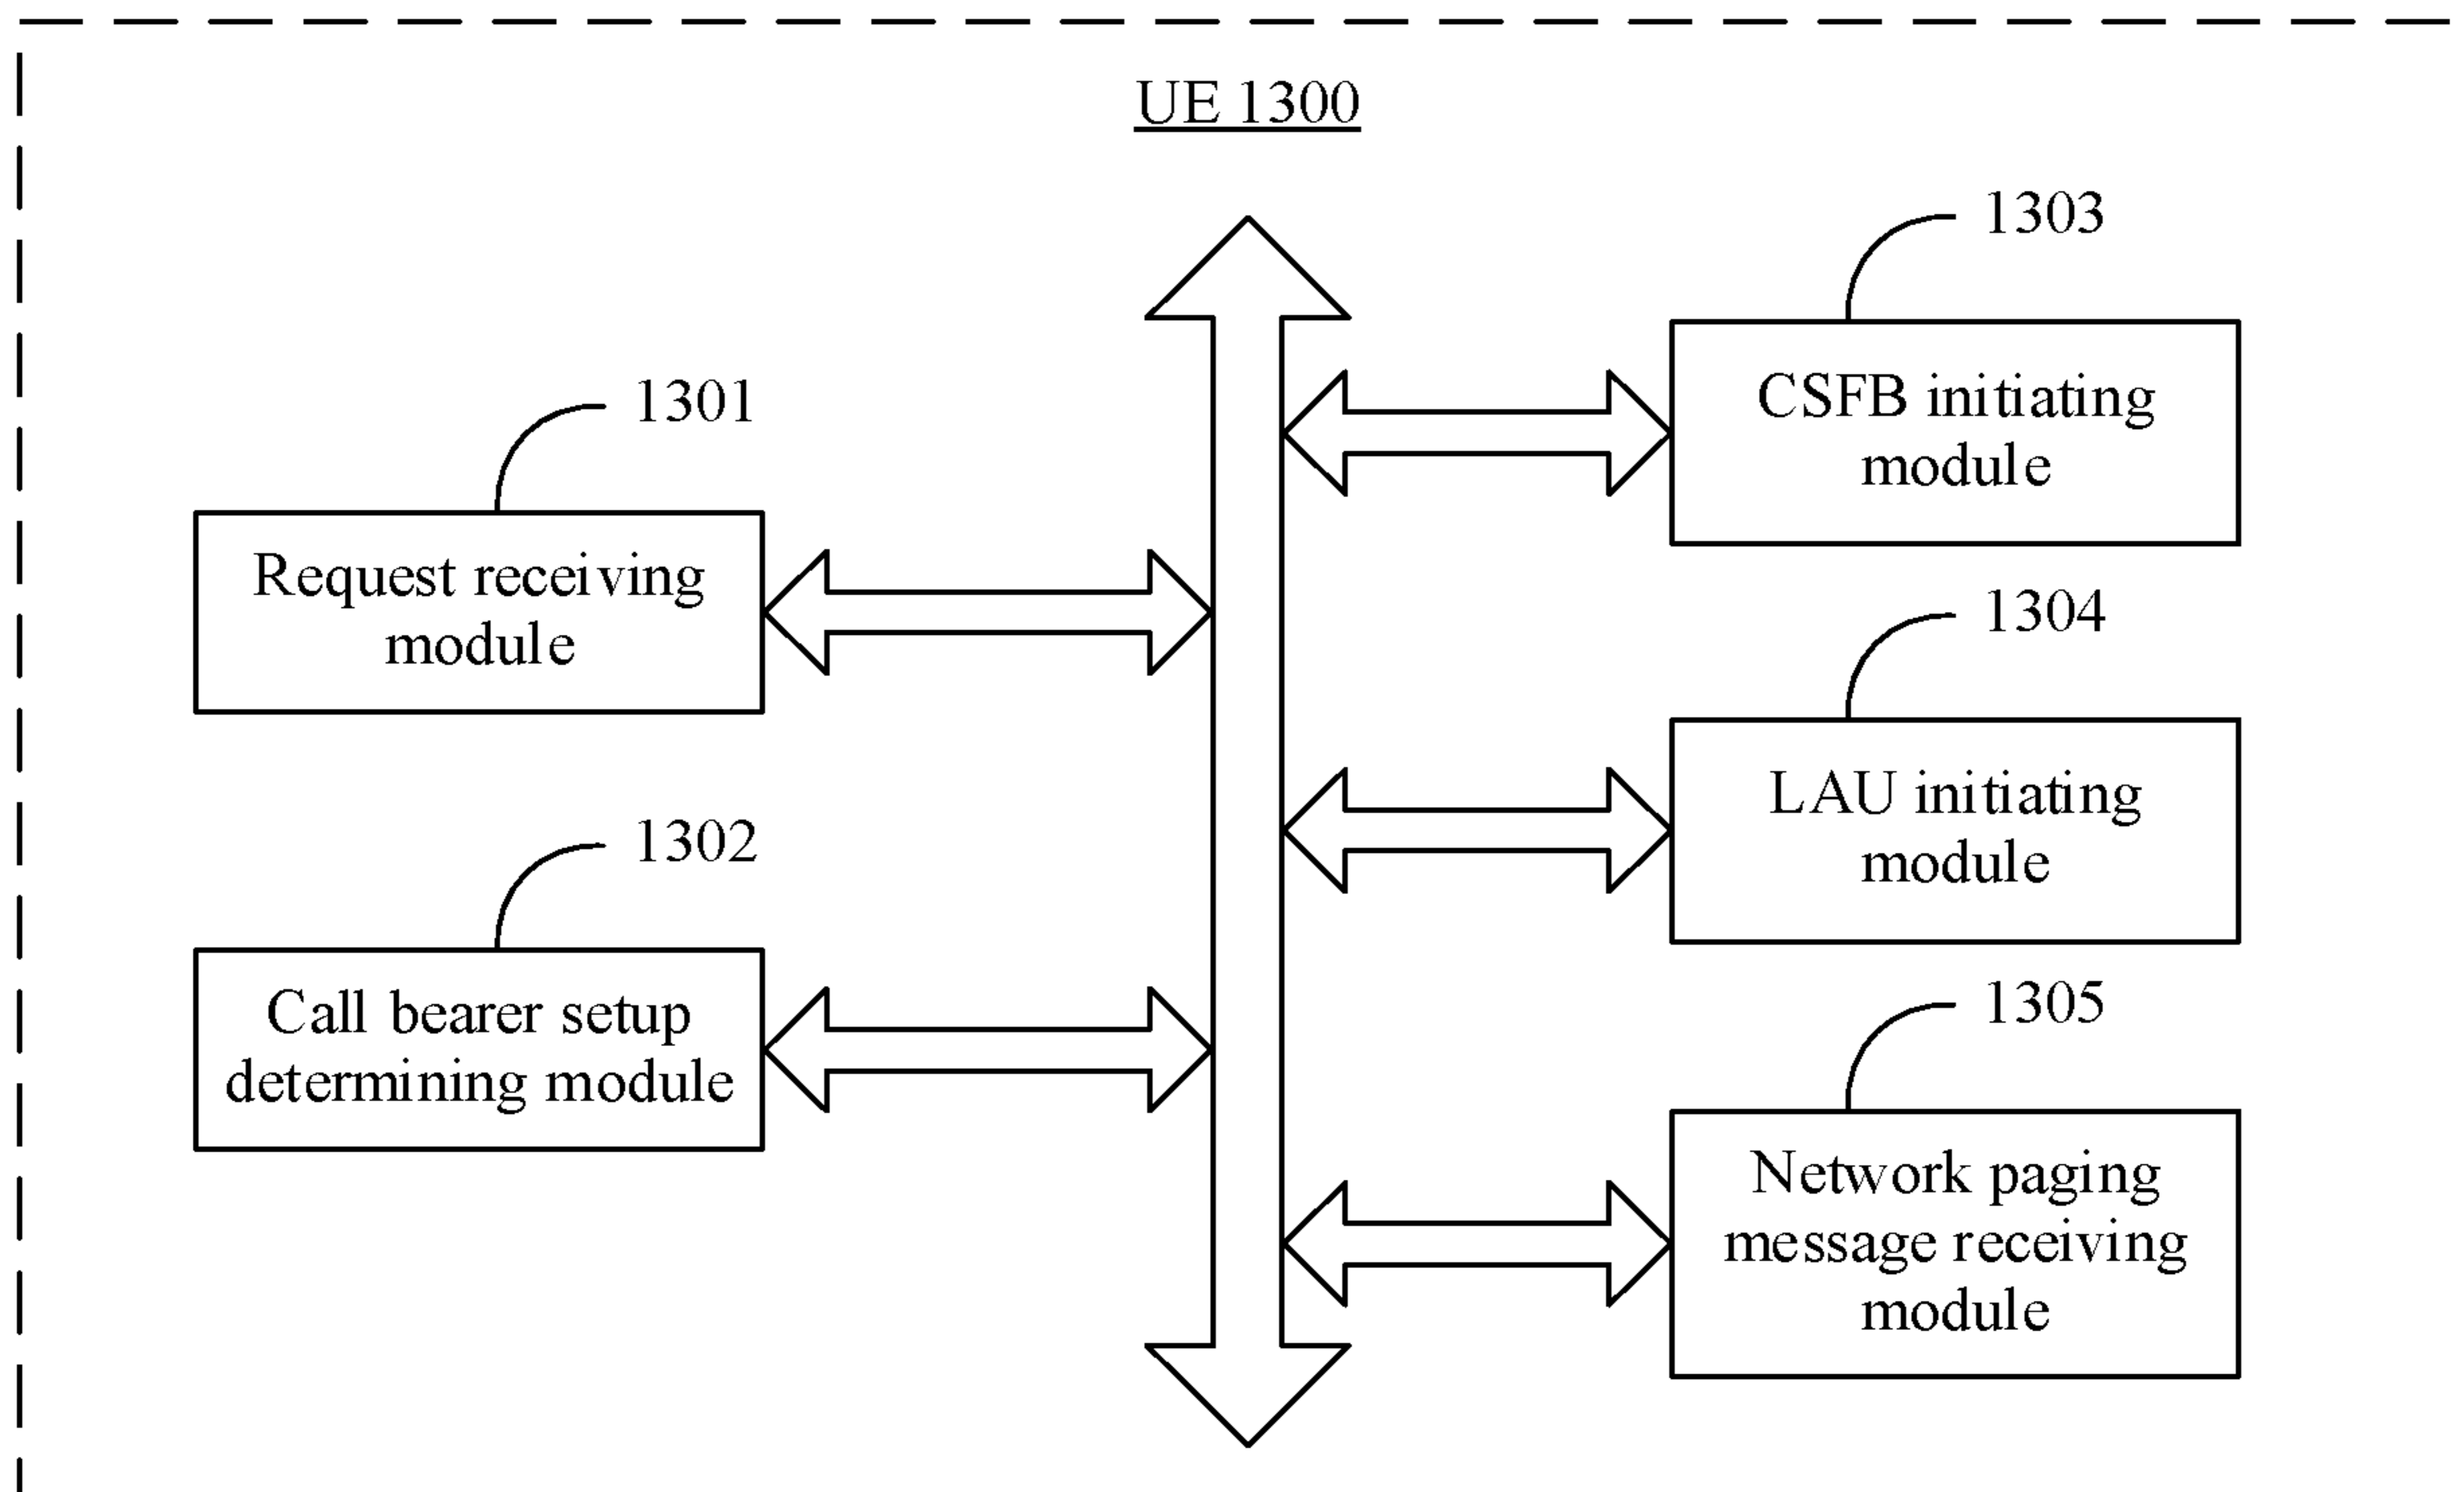 UE 1300
1301
Request receiving
module
1302
Call bearer setup
determining module
1303
CSFB initiating
module
1304
LAU initiating
module
1305
Network paging
message receiving
module